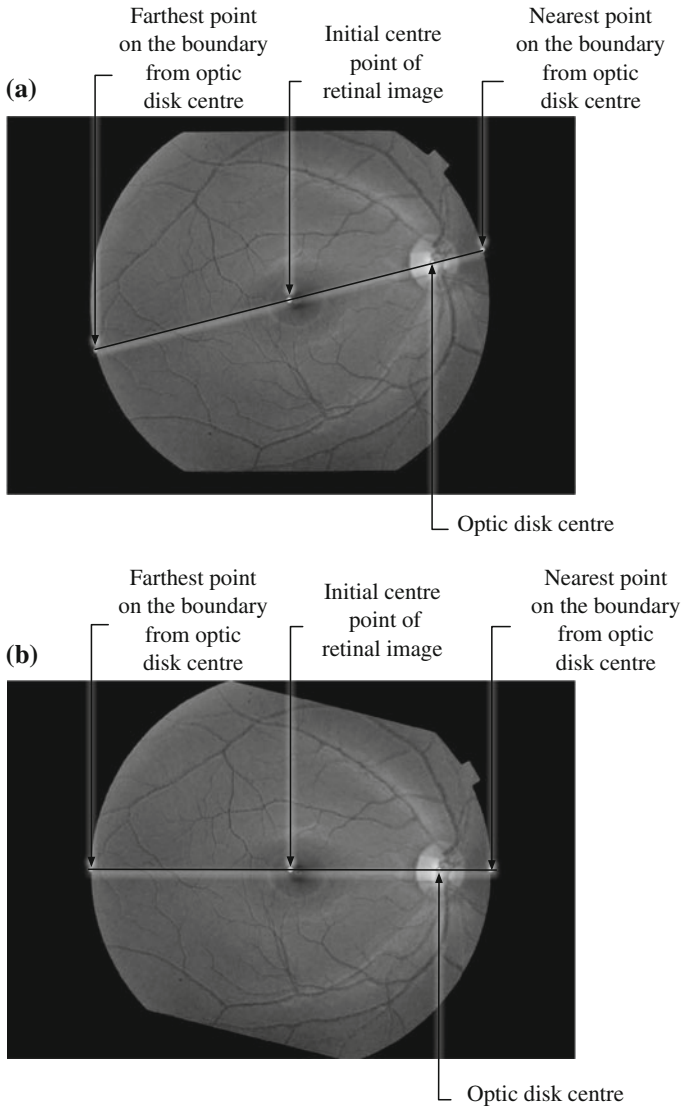 Farthest point
on the boundary
from optic
disk centre
Initial centre
point of
retinal image
Nearest point
on the boundary
from optic
disk centre
(a)
Optic disk centre
Farthest point
on the boundary
from optic
disk centre
Initial centre
point of
retinal image
Nearest point
on the boundary
from optic
disk centre
(b)
Optic disk centre